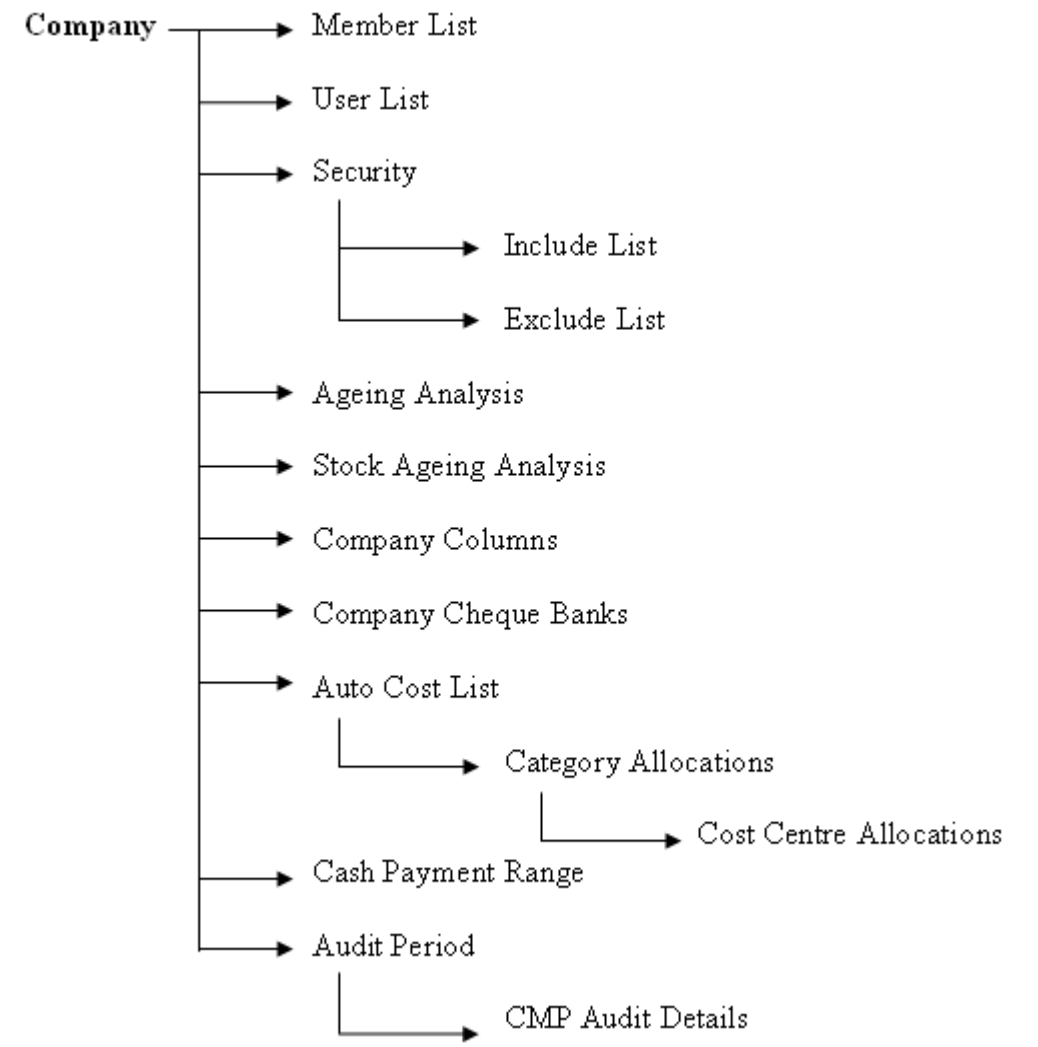 Company Member List
User List
Security
Include List
Exclude List
Ageing Analysis
Stock Ageing Analysis
Company Columns
Company Cheque Banks
Auto Cost List
Category Allocations
Cost Centre Allocations
Cash Payment Range
Audit Period
CMP Audit Details